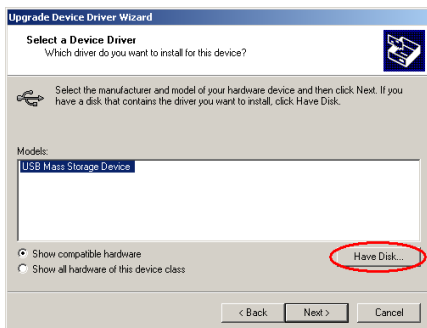 Upgrade Device Driver Wizard
Select a Device Driver
Which driver do you want to install for this device?
Select the manufacturer and model of your hardware device and then click Next. If you
have a disk that contains the driver you want to install, click Have Disk.
Models:
USB Mass Storage Device
Show compatible hardware
Show all hardware of this device class
Have Disk...
< Back
Next >
Cancel